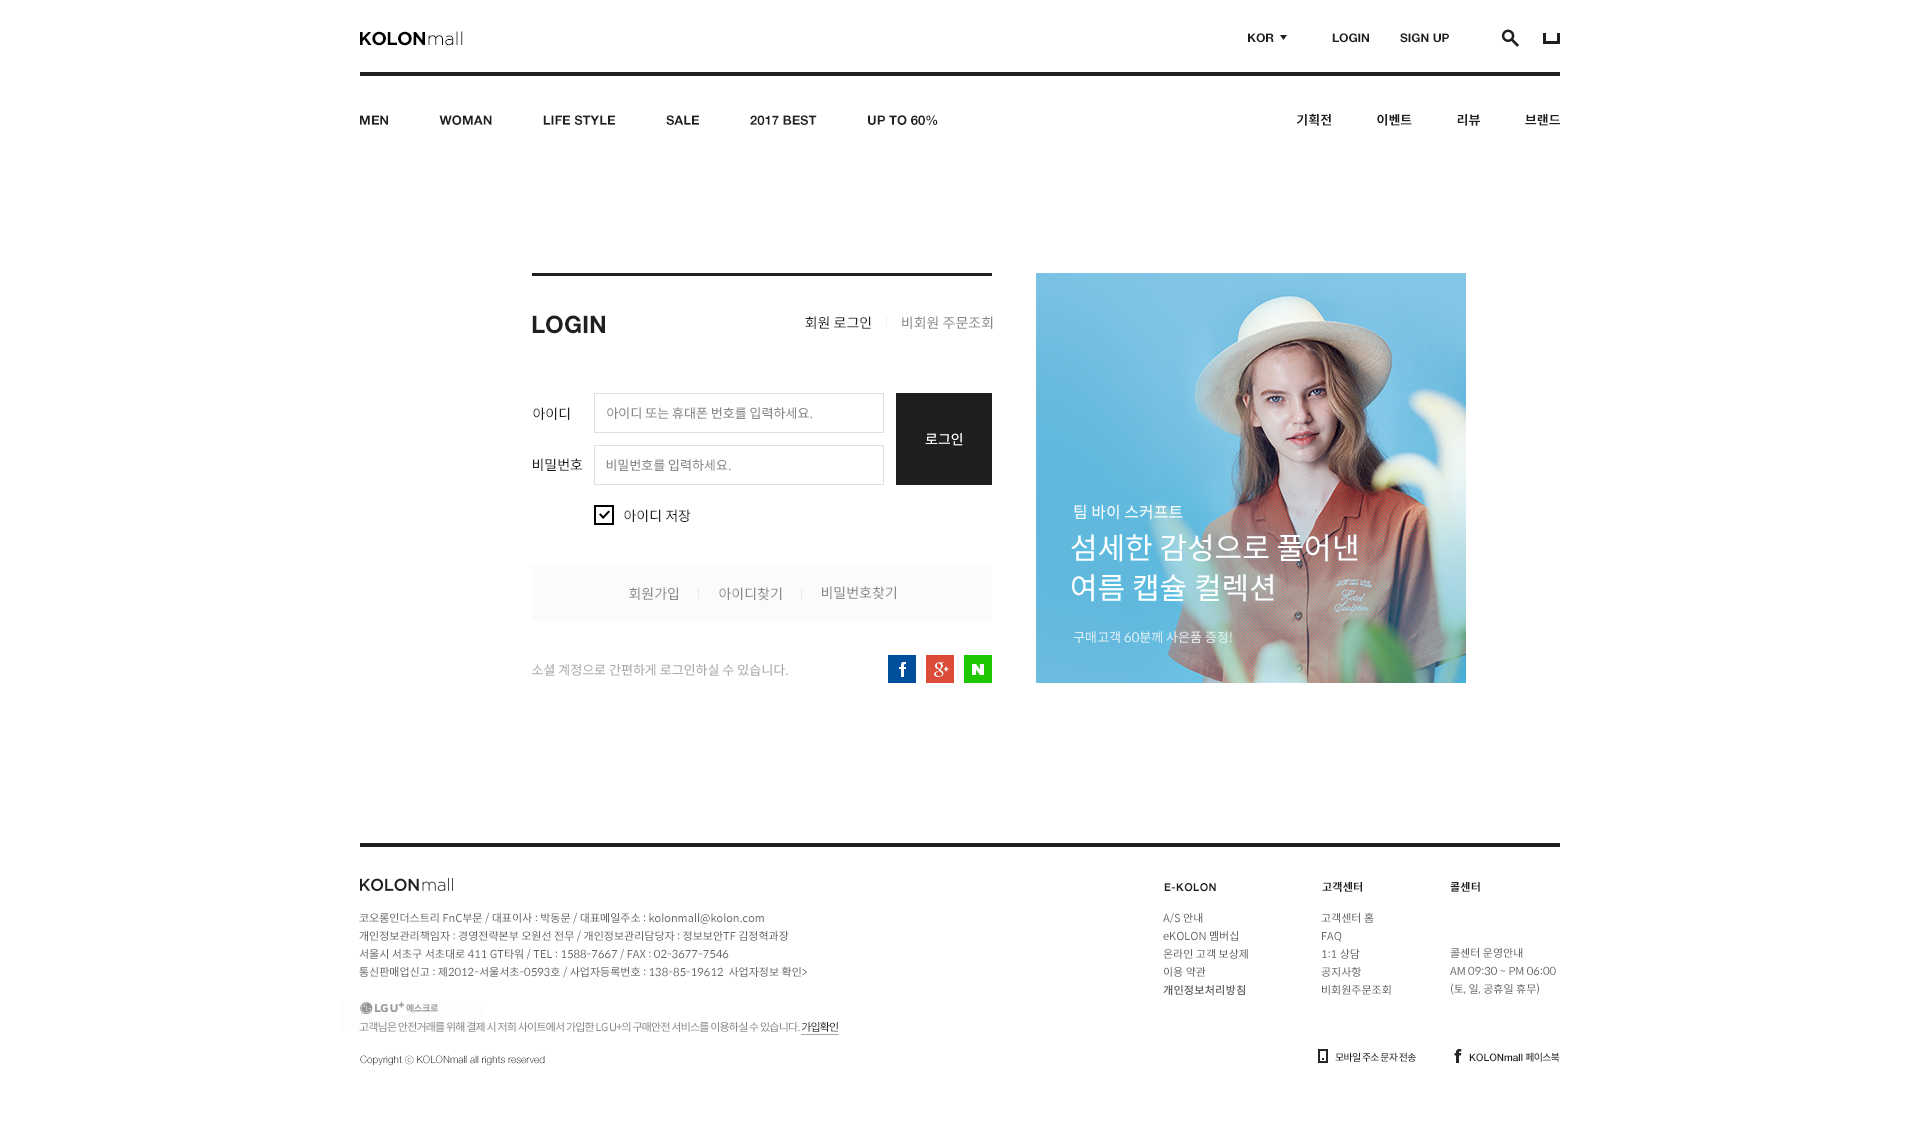 KOLONmall
KOR
LOGIN
SIGN UP
MEN
WOMAN
LIFE STYLE
SALE
2017 BEST
UP TO 60%
기획전
이벤트
리뷰
브랜드
LOGIN
회원 로그인
비회원 주문조회
아이디
아이디 또는 휴대폰 번호를 입력하세요.
비밀번호
비밀번호를 입력하세요.
로그인
아이디 저장
회원가입
아이디찾기
비밀번호찾기
소셜 계정으로 간편하게 로그인하실 수 있습니다.
f
g+
N
팀 바이 스커프트
섬세한 감성으로 풀어낸
여름 캡슐 컬렉션
구매고객 60분께 사은품 증정!
KOLONmall
코오롱인더스트리 FnC부문 / 대표이사 : 박동문 / 대표메일주소 : kolonmall@kolon.com
개인정보관리책임자 : 경영전략본부 오원선 전무 / 개인정보관리담당자 : 정보보안TF 김정혁과장
서울시 서초구 서초대로 411 GT타워 / TEL : 1588-7667 / FAX : 02-3677-7546
통신판매업신고 : 제2012-서울서초-0593호 / 사업자등록번호 : 138-85-19612 사업자정보 확인>
LG U+ 에스크로
고객님은 안전거래를 위해 결제 시 저희 사이트에서 가입한 LG U+의 구매안전 서비스를 이용하실 수 있습니다. 가입확인
Copyright ⓒ KOLONmall all rights reserved
E-KOLON
A/S 안내
eKOLON 멤버십
온라인 고객 보상제
이용 약관
개인정보처리방침
고객센터
고객센터 홈
FAQ
1:1 상담
공지사항
비회원주문조회
콜센터
콜센터 운영안내
AM 09:30 ~ PM 06:00
(토, 일, 공휴일 휴무)
모바일 주소 문자 전송
f KOLONmall 페이스북